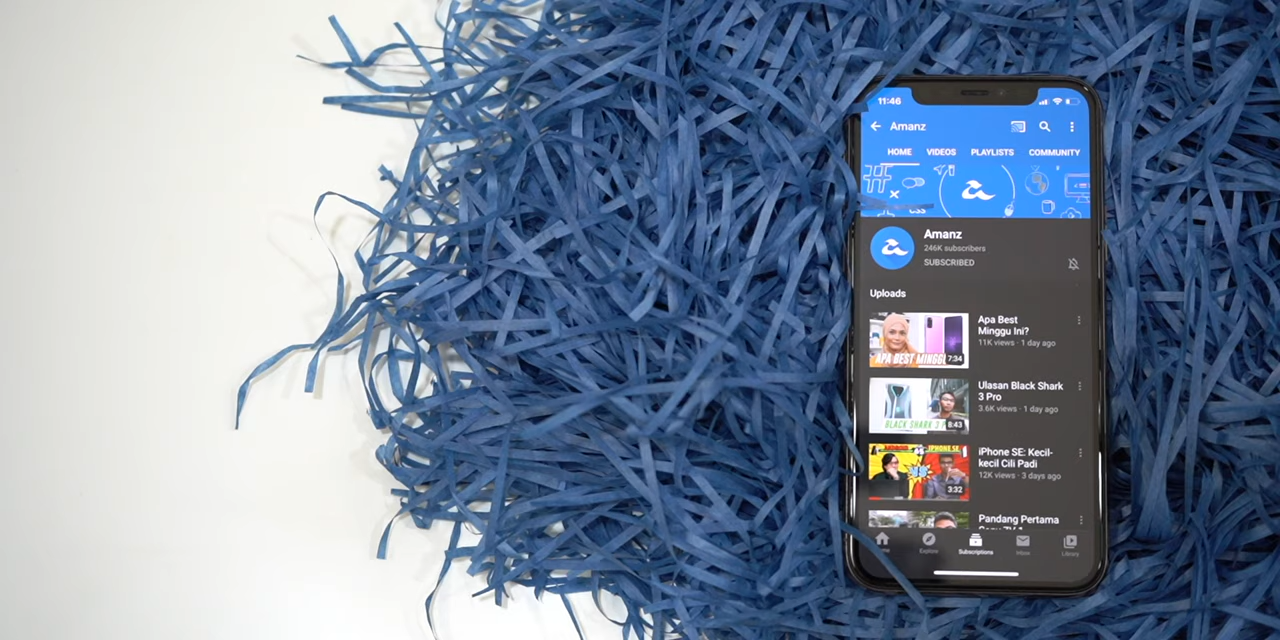 11:46
Amanz
HOME VIDEOS PLAYLISTS COMMUNITY
#
CSS
Amanz
246K subscribers
SUBSCRIBED
Uploads
APA BEST MINGGU
7:34
Apa Best
Minggu Ini?
11K views · 1 day ago
BLACK SHARK 3 P
8:43
Ulasan Black Shark
3 Pro
3.6K views · 1 day ago
IPHONE SE
3:32
iPhone SE: Kecil-
kecil Cili Padi
12K views · 3 days ago
Pandang Pertama
Explore Subscriptions Inbox Library